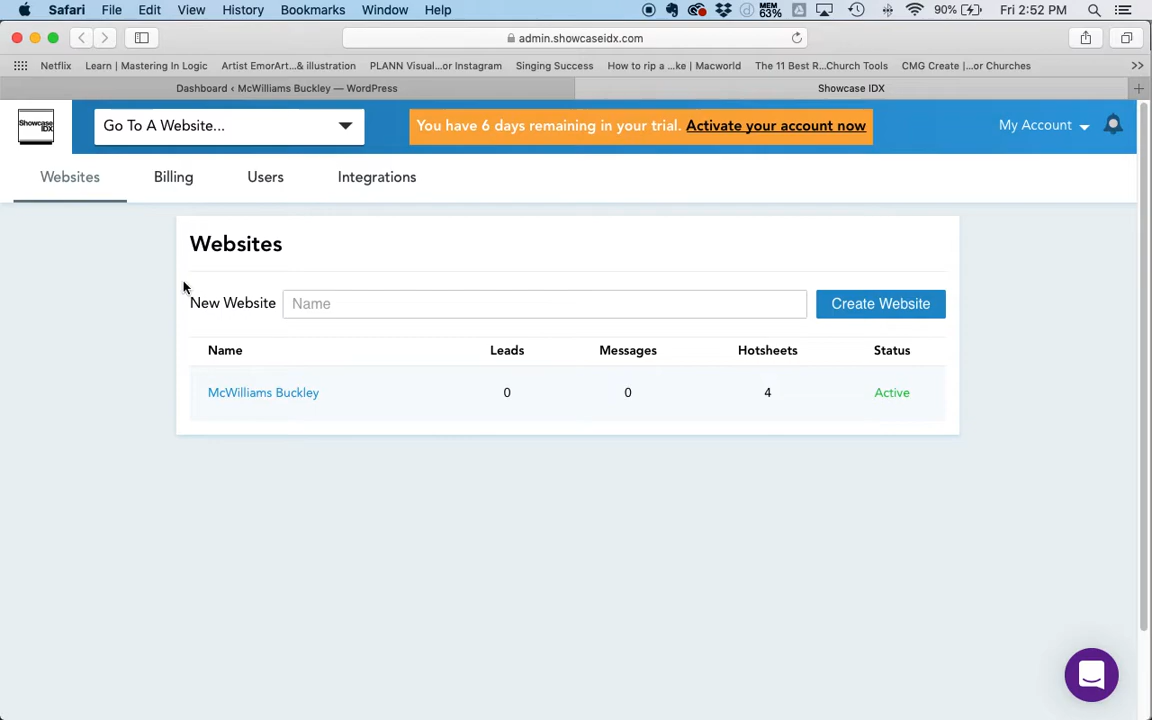 Safari File Edit View History Bookmarks Window Help MEM 63% 90% Fri 2:52 PM
admin.showcaseidx.com
Netflix Learn | Mastering In Logic Artist EmorArt...& illustration PLANN Visual...or Instagram Singing Success How to rip a ...ke | Macworld The 11 Best R...Church Tools CMG Create |...or Churches
Dashboard ‹ McWilliams Buckley — WordPress Showcase IDX
Showcase
IDX
Go To A Website... You have 6 days remaining in your trial. Activate your account now My Account
Websites Billing Users Integrations
Websites
New Website Name Create Website
Name Leads Messages Hotsheets Status
McWilliams Buckley 0 0 4 Active